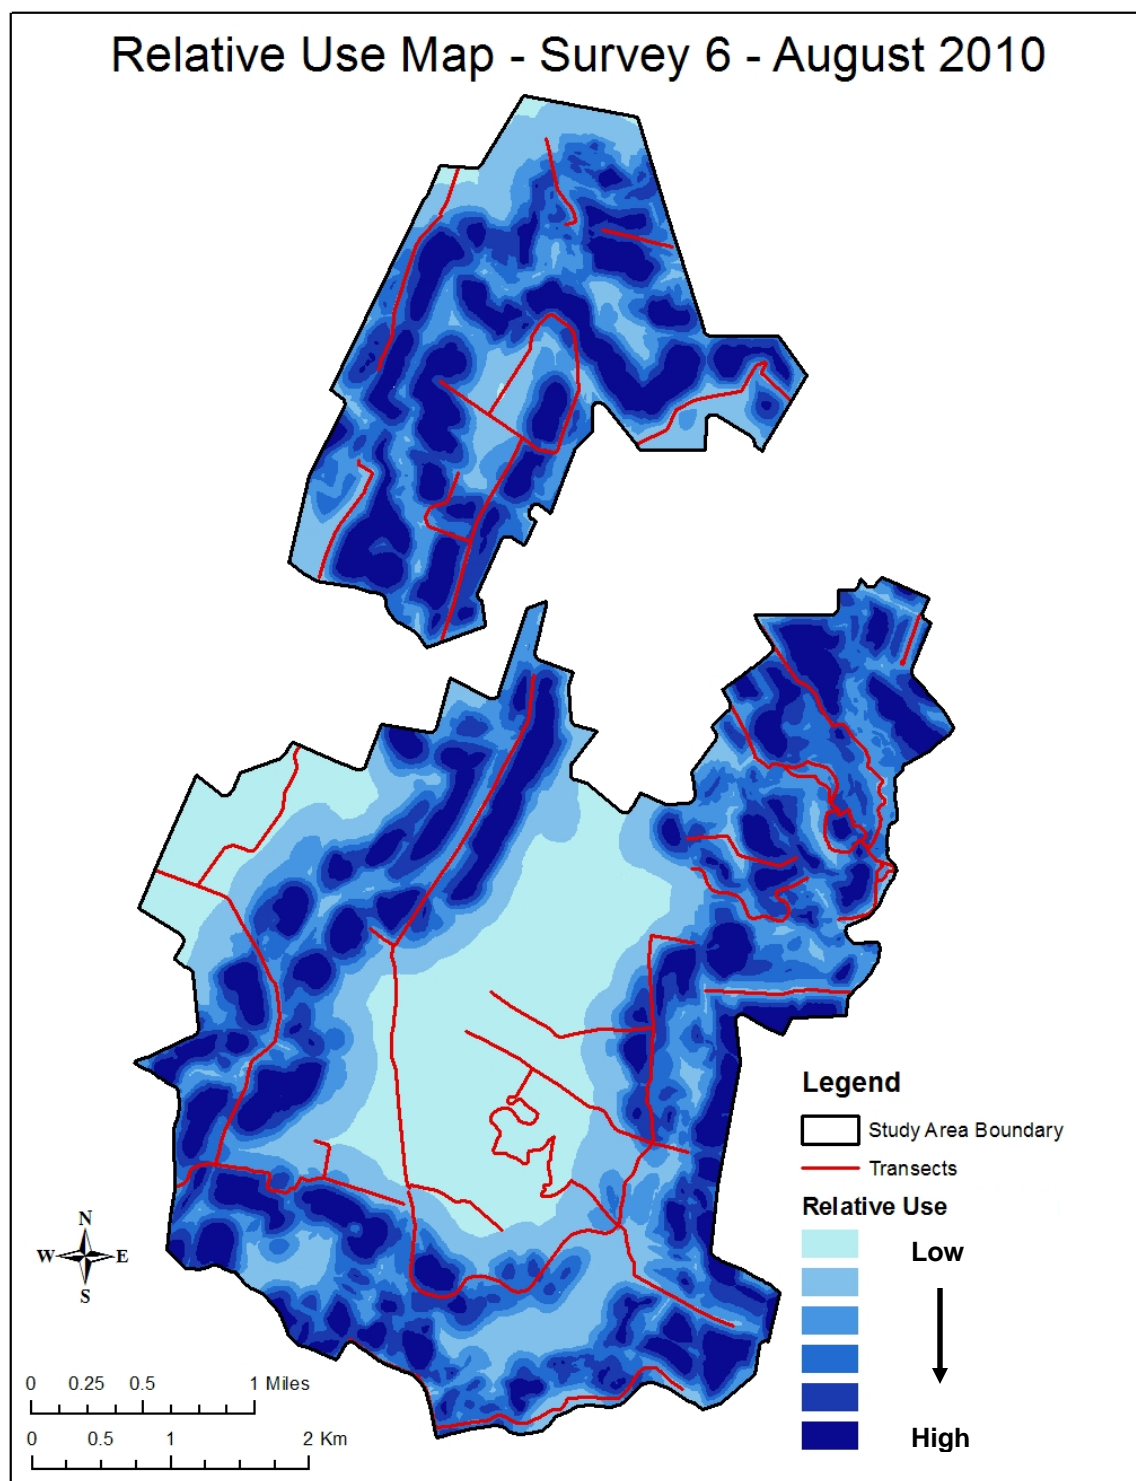 Relative Use Map - Survey 6 - August 2010
Legend
Study Area Boundary
Transects
Relative Use
Low
High
N
W E
S
0 0.25 0.5 1 Miles
0 0.5 1 2 Km